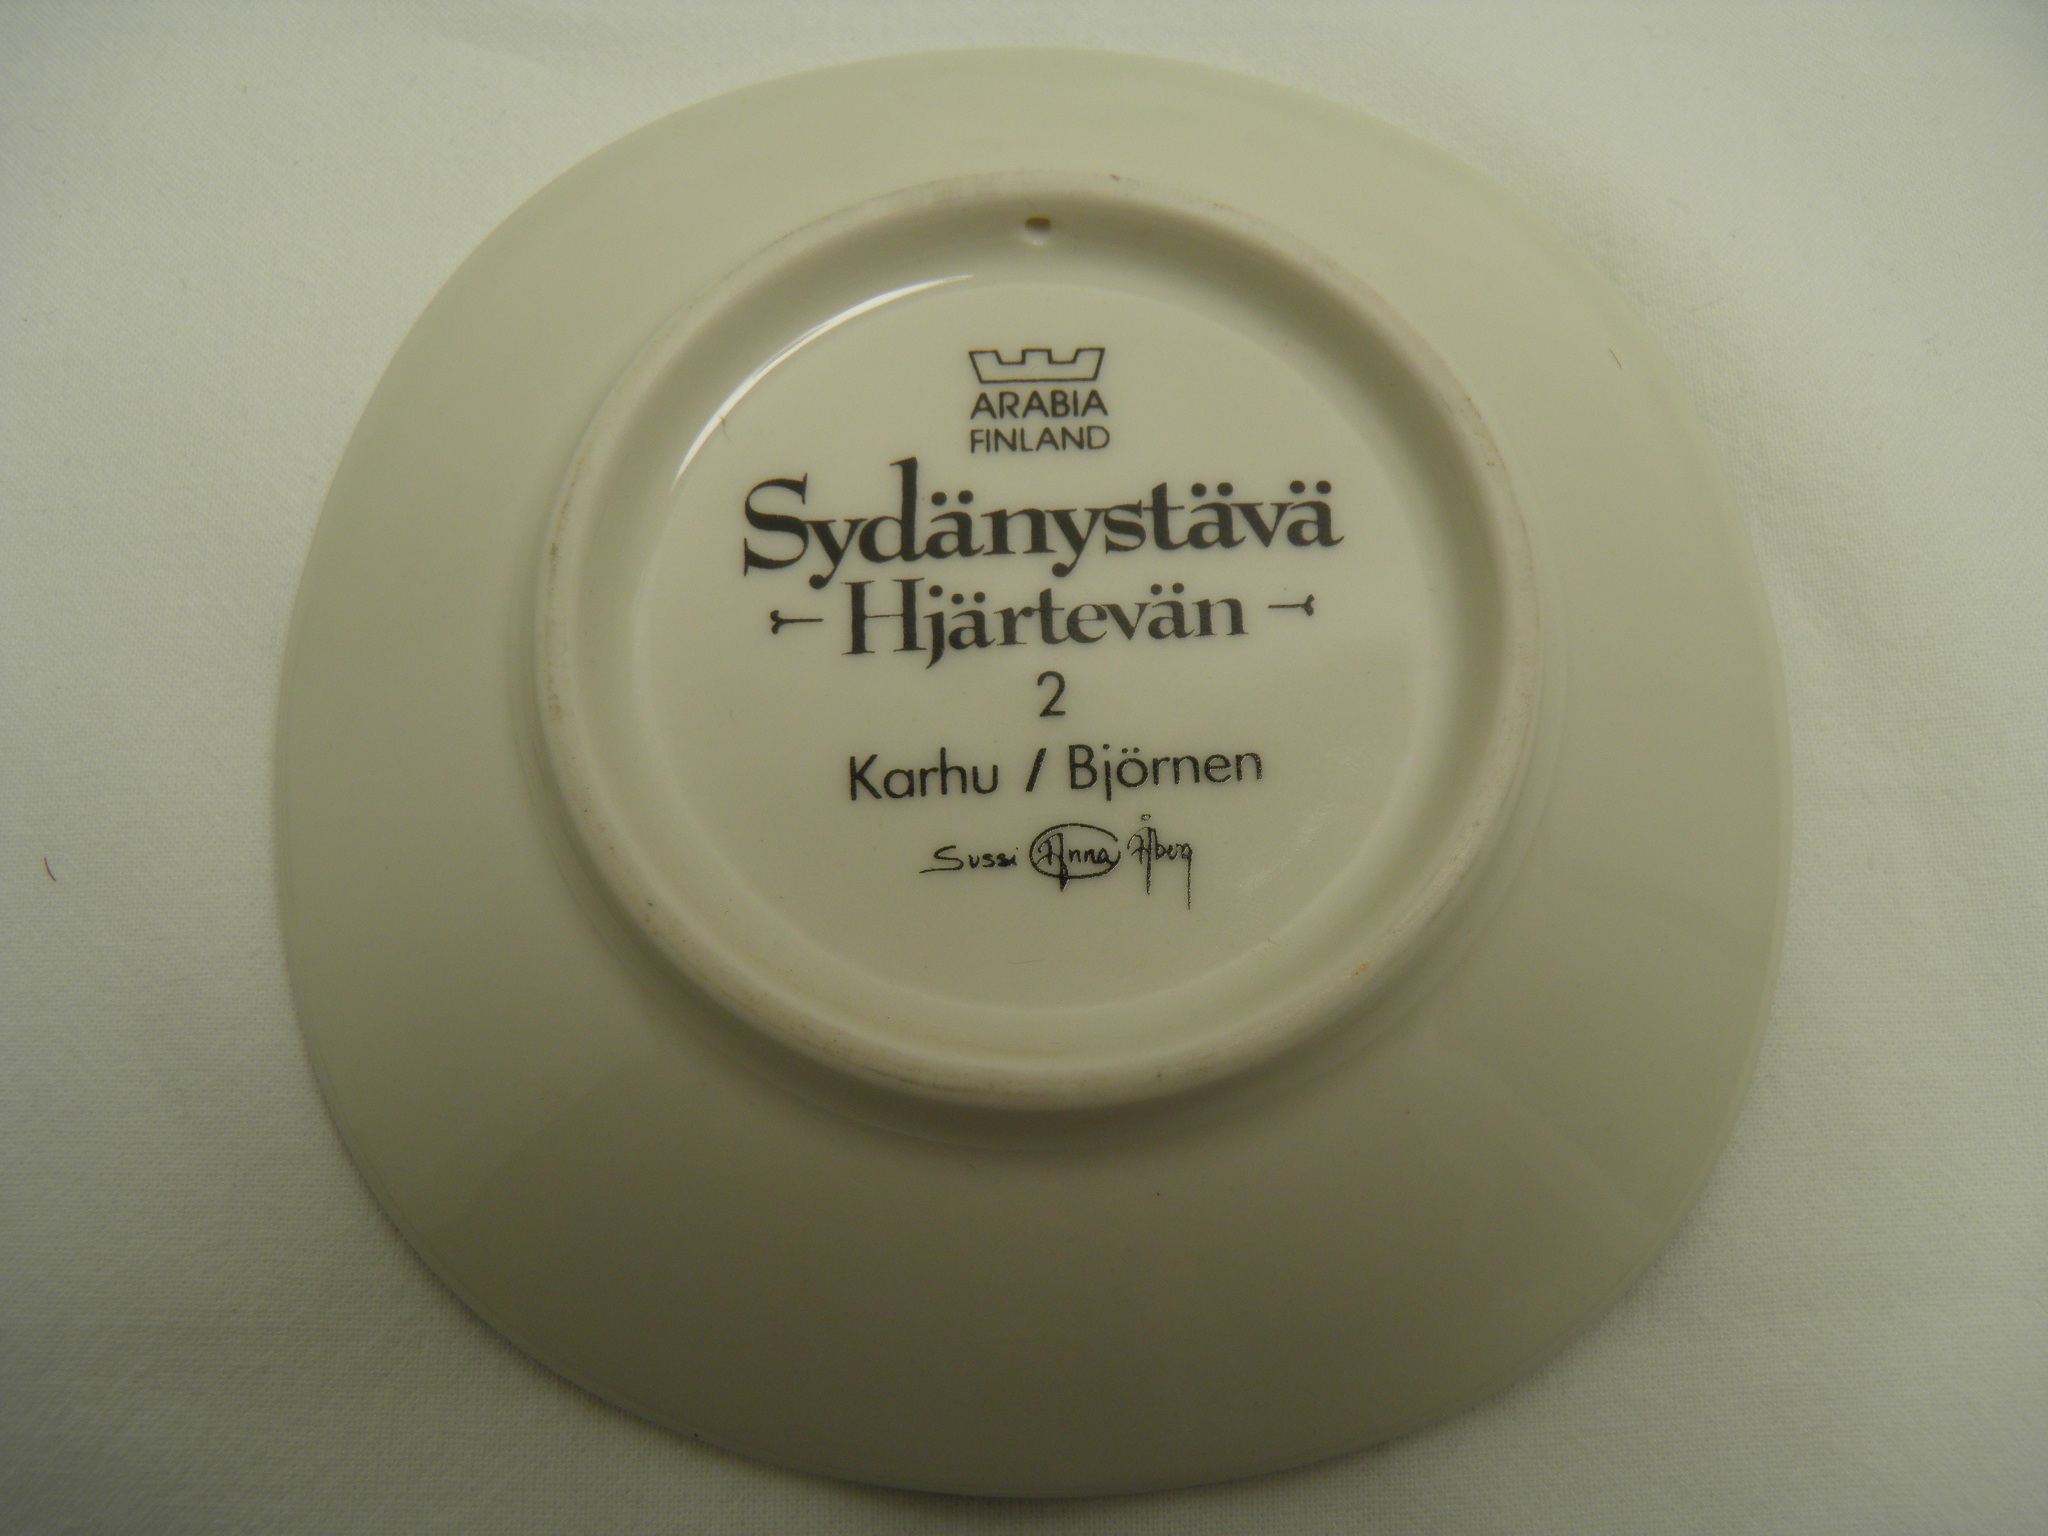 ARABIA
FINLAND
Sydänystävä
Hjärtevän
2
Karhu / Björnen
Sussi Anna Åberg